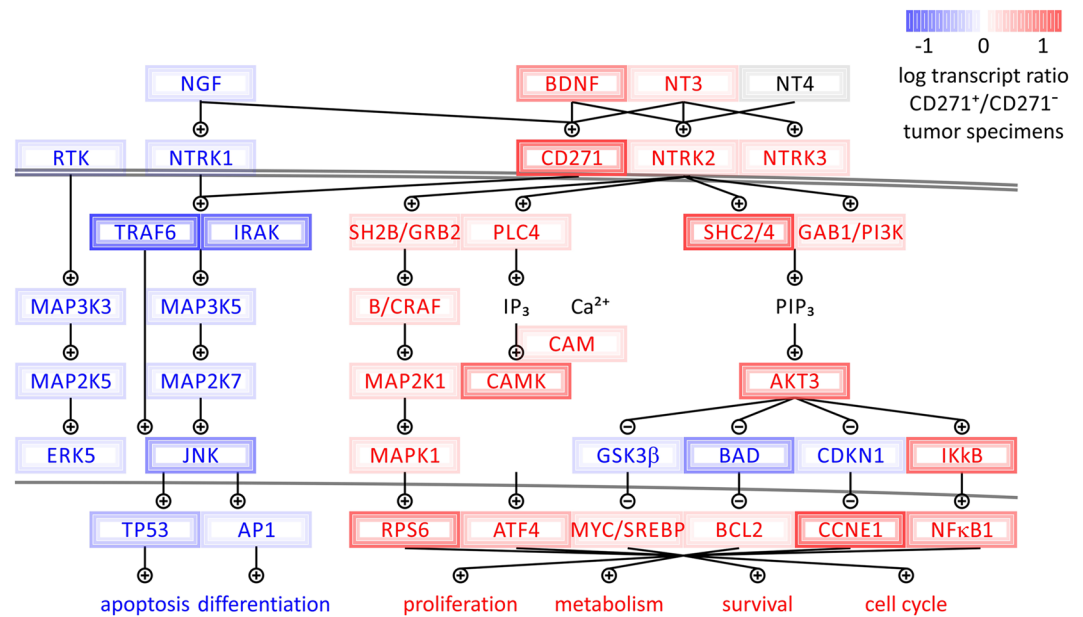 -1 0 1
log transcript ratio
CD271⁺/CD271⁻
tumor specimens
NGF BDNF NT3 NT4
RTK NTRK1 CD271 NTRK2 NTRK3
TRAF6 IRAK SH2B/GRB2 PLC4 SHC2/4 GAB1/PI3K
MAP3K3 MAP3K5 B/CRAF IP₃ Ca²⁺ PIP₃
CAM
MAP2K5 MAP2K7 MAP2K1 CAMK AKT3
ERK5 JNK MAPK1 GSK3β BAD CDKN1 IKkB
TP53 AP1 RPS6 ATF4 MYC/SREBP BCL2 CCNE1 NFκB1
apoptosis differentiation proliferation metabolism survival cell cycle